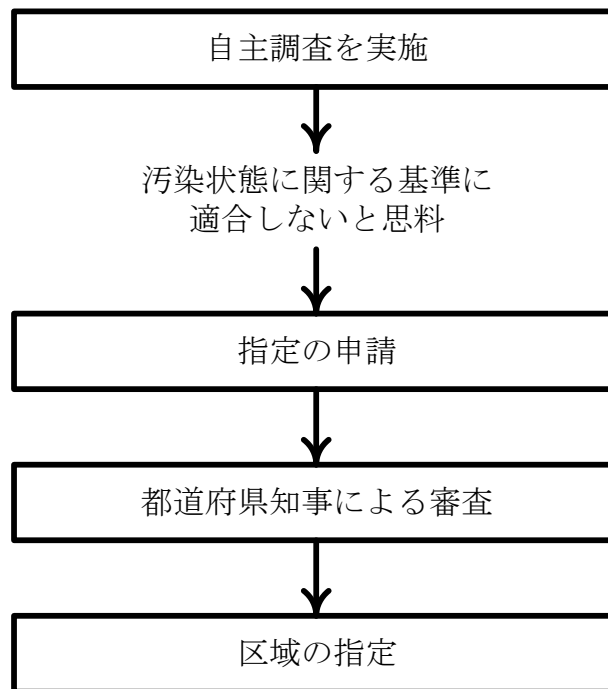 自主調査を実施
汚染状態に関する基準に
適合しないと思料
指定の申請
都道府県知事による審査
区域の指定